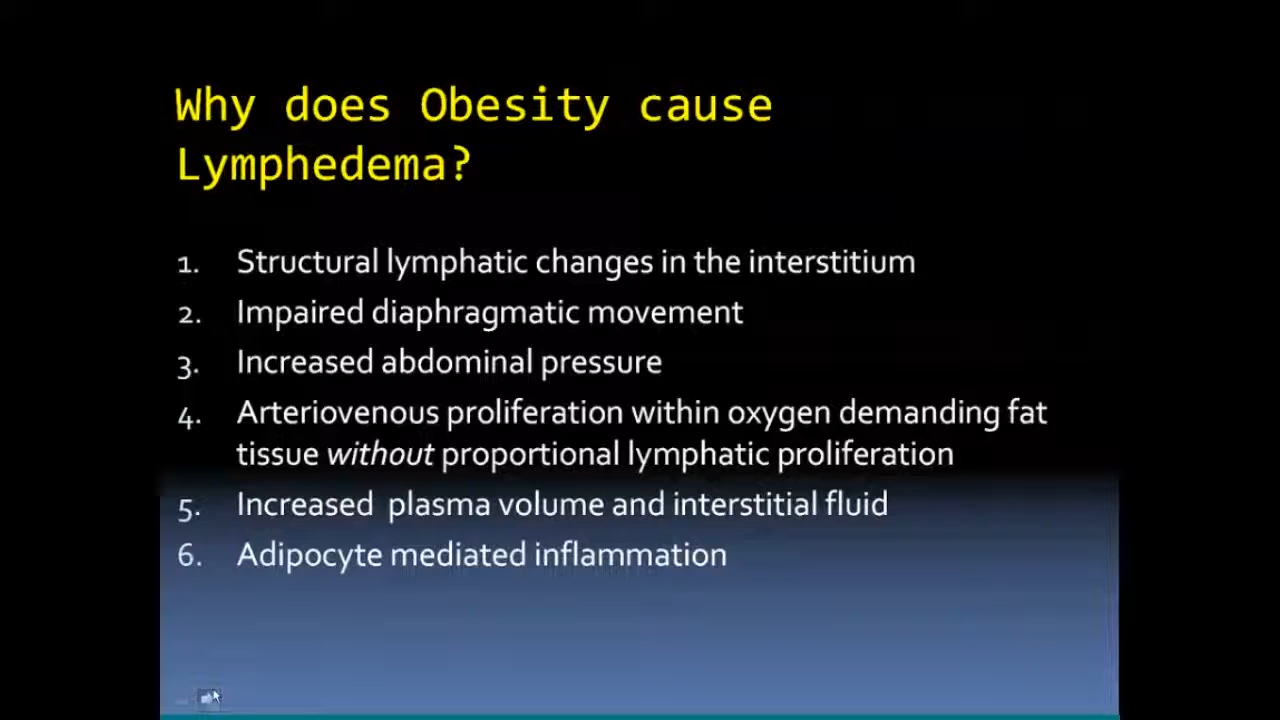 Why does Obesity cause
Lymphedema?
1. Structural lymphatic changes in the interstitium
2. Impaired diaphragmatic movement
3. Increased abdominal pressure
4. Arteriovenous proliferation within oxygen demanding fat
tissue without proportional lymphatic proliferation
5. Increased plasma volume and interstitial fluid
6. Adipocyte mediated inflammation